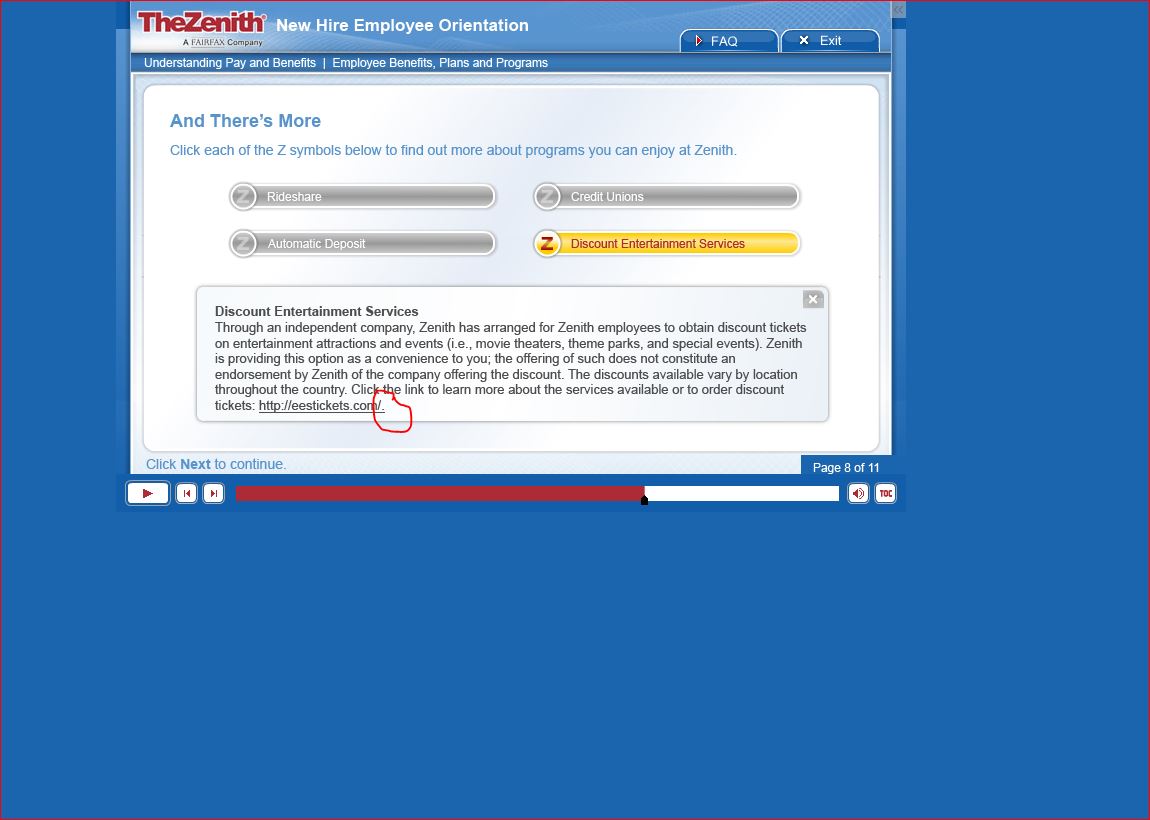 TheZenith®
A FAIRFAX Company
New Hire Employee Orientation
FAQ
Exit
Understanding Pay and Benefits | Employee Benefits, Plans and Programs
And There's More
Click each of the Z symbols below to find out more about programs you can enjoy at Zenith.
Z Rideshare
Z Credit Unions
Z Automatic Deposit
Z Discount Entertainment Services
Discount Entertainment Services
Through an independent company, Zenith has arranged for Zenith employees to obtain discount tickets
on entertainment attractions and events (i.e., movie theaters, theme parks, and special events). Zenith
is providing this option as a convenience to you; the offering of such does not constitute an
endorsement by Zenith of the company offering the discount. The discounts available vary by location
throughout the country. Click the link to learn more about the services available or to order discount
tickets: http://eestickets.com/.
Click Next to continue.
Page 8 of 11
TOC